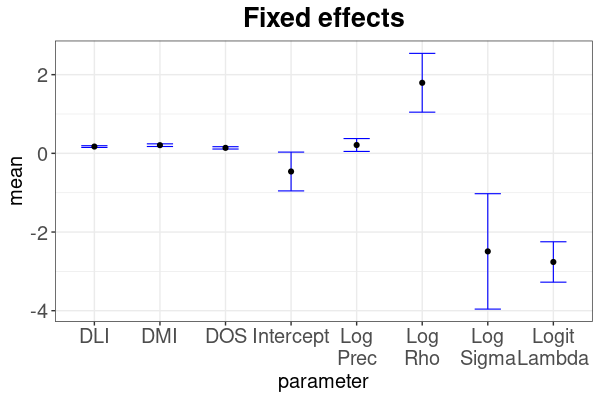 Fixed effects
mean
2
0
-2
-4
DLI DMI DOS Intercept Log Prec Log Rho Log Sigma Logit Lambda
parameter